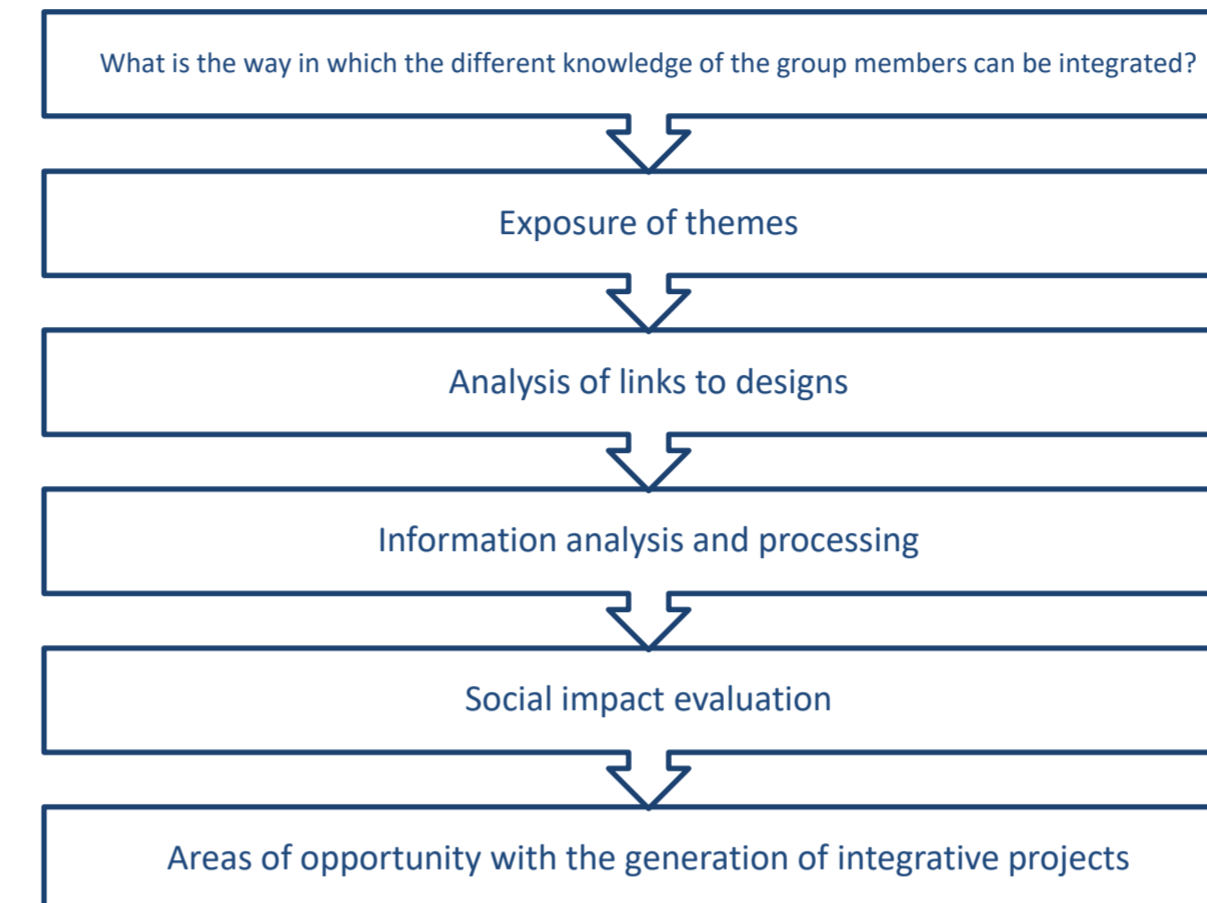 What is the way in which the different knowledge of the group members can be integrated?
Exposure of themes
Analysis of links to designs
Information analysis and processing
Social impact evaluation
Areas of opportunity with the generation of integrative projects